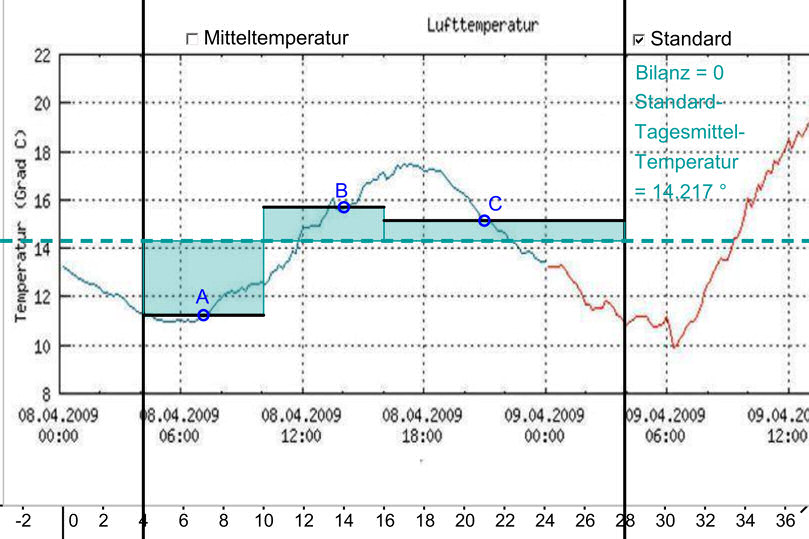 Lufttemperatur
Mitteltemperatur
Standard
Bilanz = 0
Standard-
Tagesmittel-
Temperatur
= 14.217 °
Temperatur (Grad C)
22
20
18
16
14
12
10
8
A
B
C
08.04.2009 08.04.2009 08.04.2009 08.04.2009 09.04.2009 09.04.2009 09.04.20
00:00 06:00 12:00 18:00 00:00 06:00 12:00
-2 0 2 4 6 8 10 12 14 16 18 20 22 24 26 28 30 32 34 36